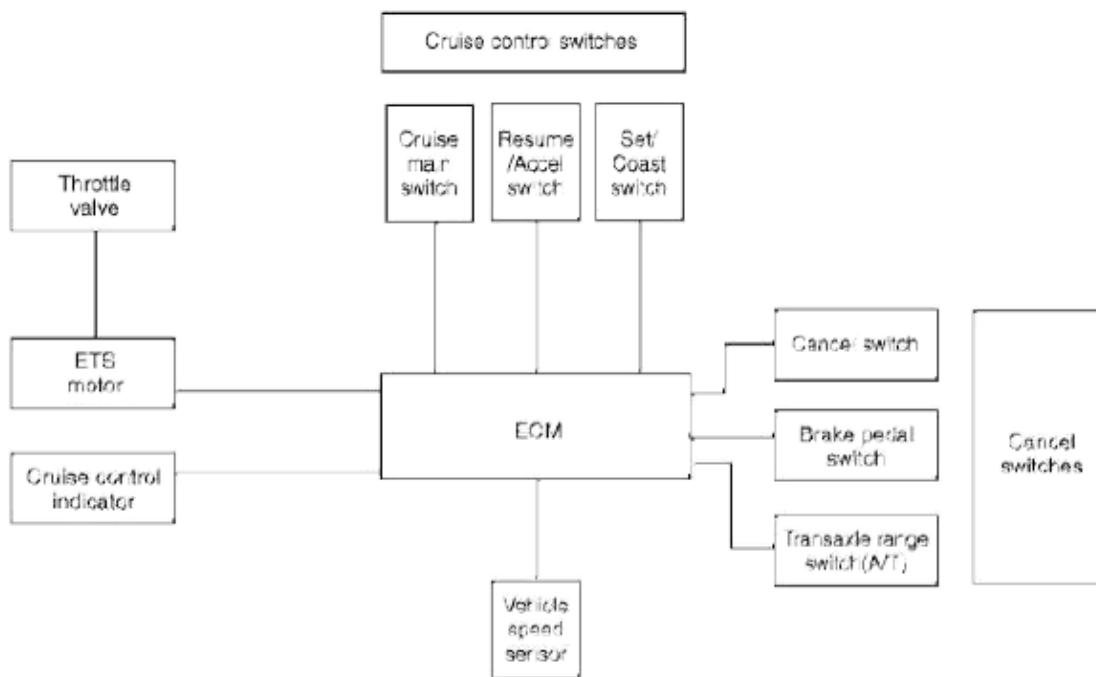 Cruise control switches
Cruise
main
switch
Resume
/Accel
switch
Set/
Coast
switch
Throttle
valve
ETS
motor
Cruise control
indicator
ECM
Cancel switch
Brake pedal
switch
Transaxle range
switch(A/T)
Cancel
switches
Vehicle
speed
sensor